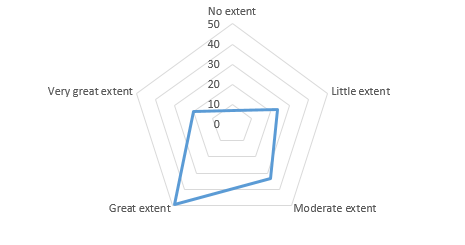 No extent
50
40
30
20
10
0
Very great extent
Little extent
Great extent
Moderate extent